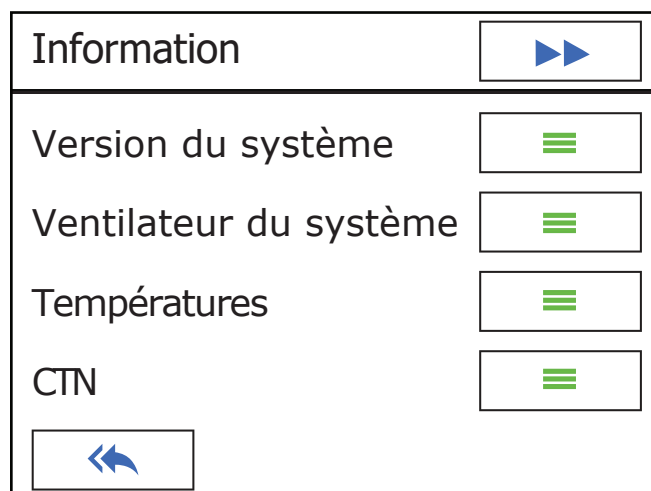 Information
Version du système
Ventilateur du système
Températures
CTN